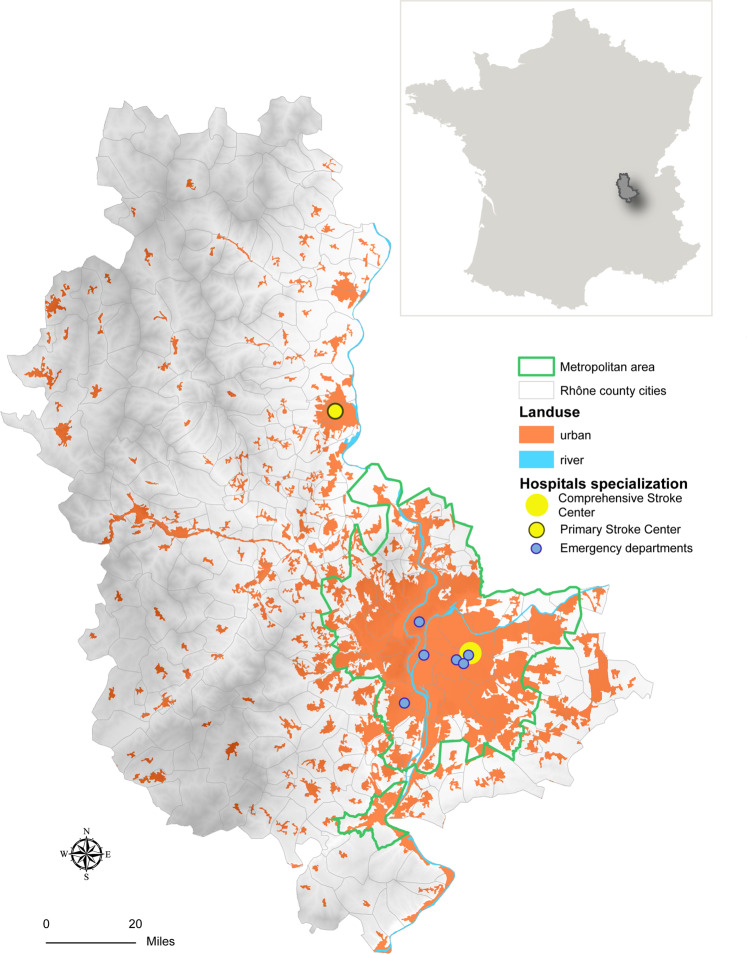 Metropolitan area
Rhône county cities
Landuse
urban
river
Hospitals specialization
Comprehensive Stroke
Center
Primary Stroke Center
Emergency departments
N
W E
S
0 20
Miles